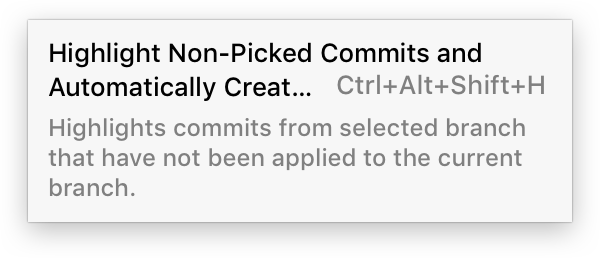 Highlight Non-Picked Commits and
Automatically Creat... Ctrl+Alt+Shift+H
Highlights commits from selected branch
that have not been applied to the current
branch.